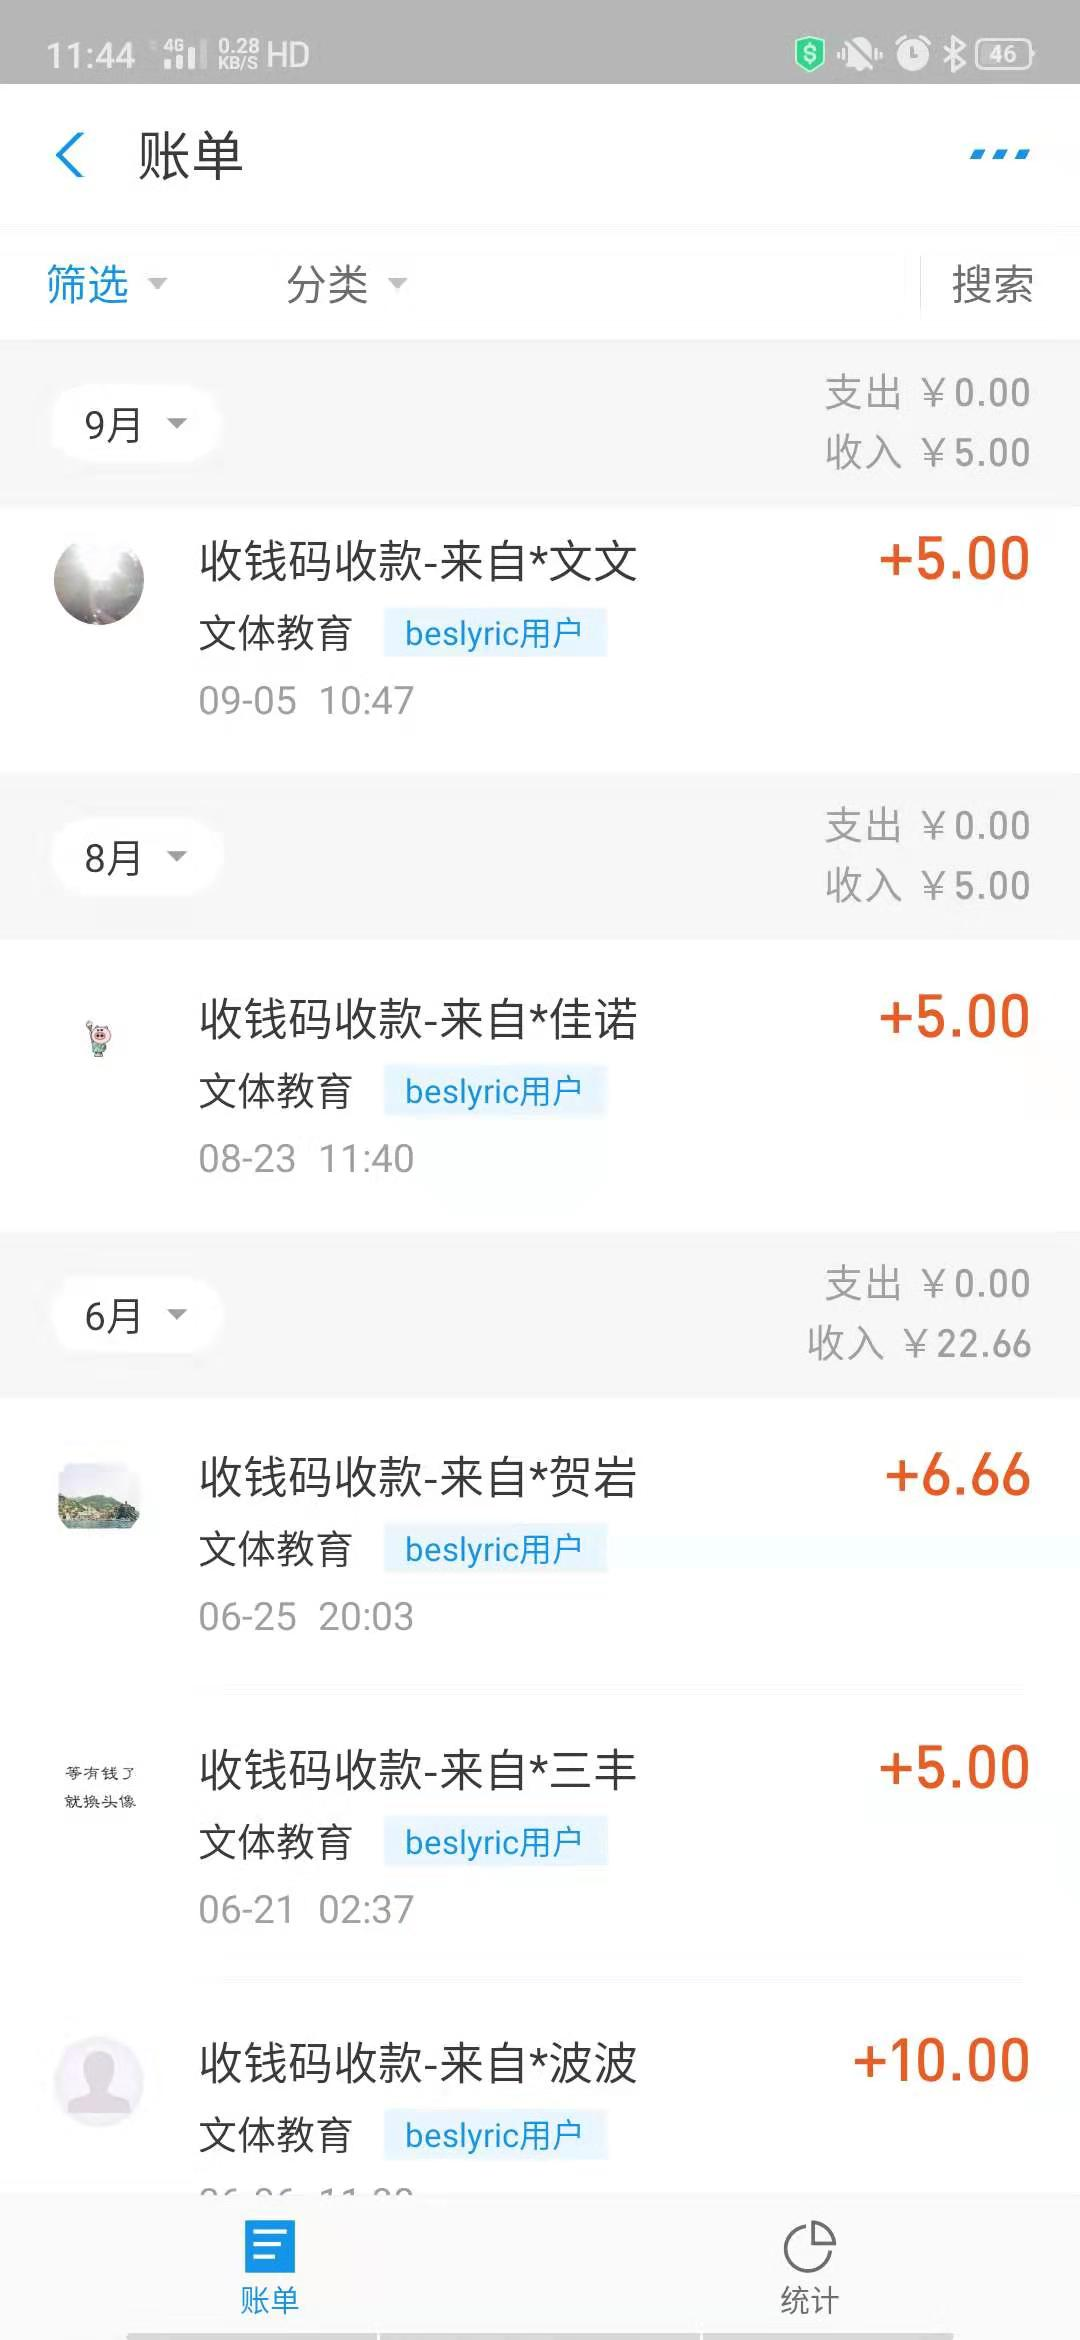 11:44 4G 0.28 KB/S HD 46
账单
筛选 分类 搜索
9月
支出 ￥0.00
收入 ￥5.00
收钱码收款-来自*文文 +5.00
文体教育 beslyric用户
09-05 10:47
8月
支出 ￥0.00
收入 ￥5.00
收钱码收款-来自*佳诺 +5.00
文体教育 beslyric用户
08-23 11:40
6月
支出 ￥0.00
收入 ￥22.66
收钱码收款-来自*贺岩 +6.66
文体教育 beslyric用户
06-25 20:03
等有钱了
就换头像
收钱码收款-来自*三丰 +5.00
文体教育 beslyric用户
06-21 02:37
收钱码收款-来自*波波 +10.00
文体教育 beslyric用户
账单 统计